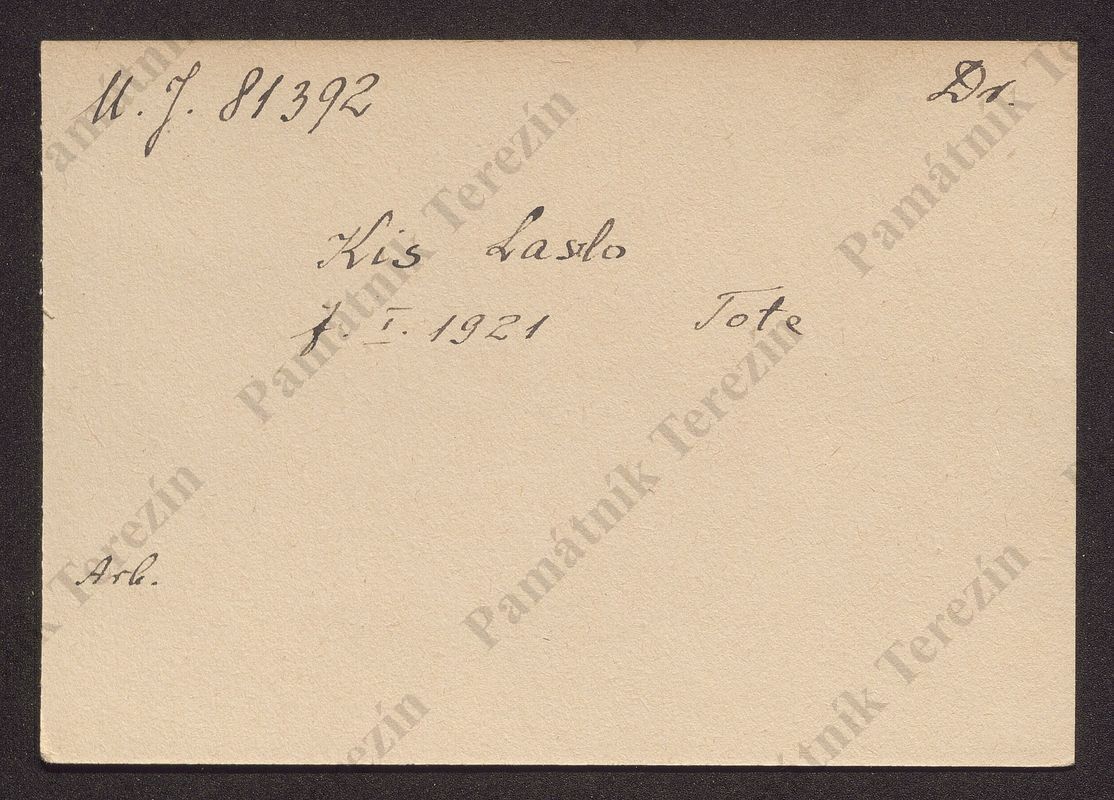 U. J. 81392 Dr.
Kis Laslo
7. I. 1921 Tote
Arb.
Památník Terezín